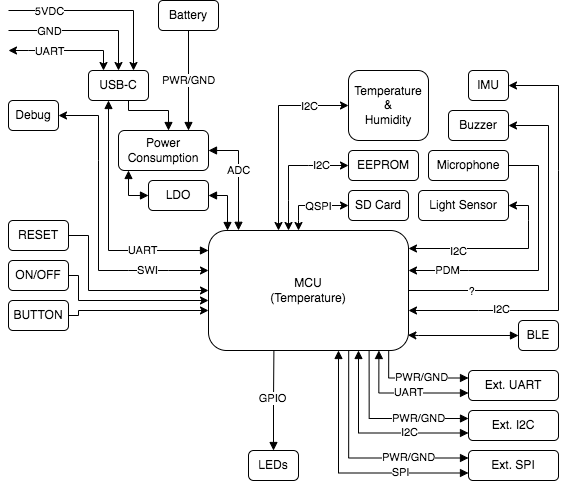 5VDC
GND
UART
Battery
USB-C
PWR/GND
Debug
Power
Consumption
ADC
LDO
I2C
Temperature
&
Humidity
IMU
Buzzer
I2C
EEPROM
Microphone
QSPI
SD Card
Light Sensor
RESET
ON/OFF
BUTTON
UART
SWI
MCU
(Temperature)
I2C
PDM
?
I2C
BLE
GPIO
LEDs
PWR/GND
UART
Ext. UART
PWR/GND
I2C
Ext. I2C
PWR/GND
SPI
Ext. SPI